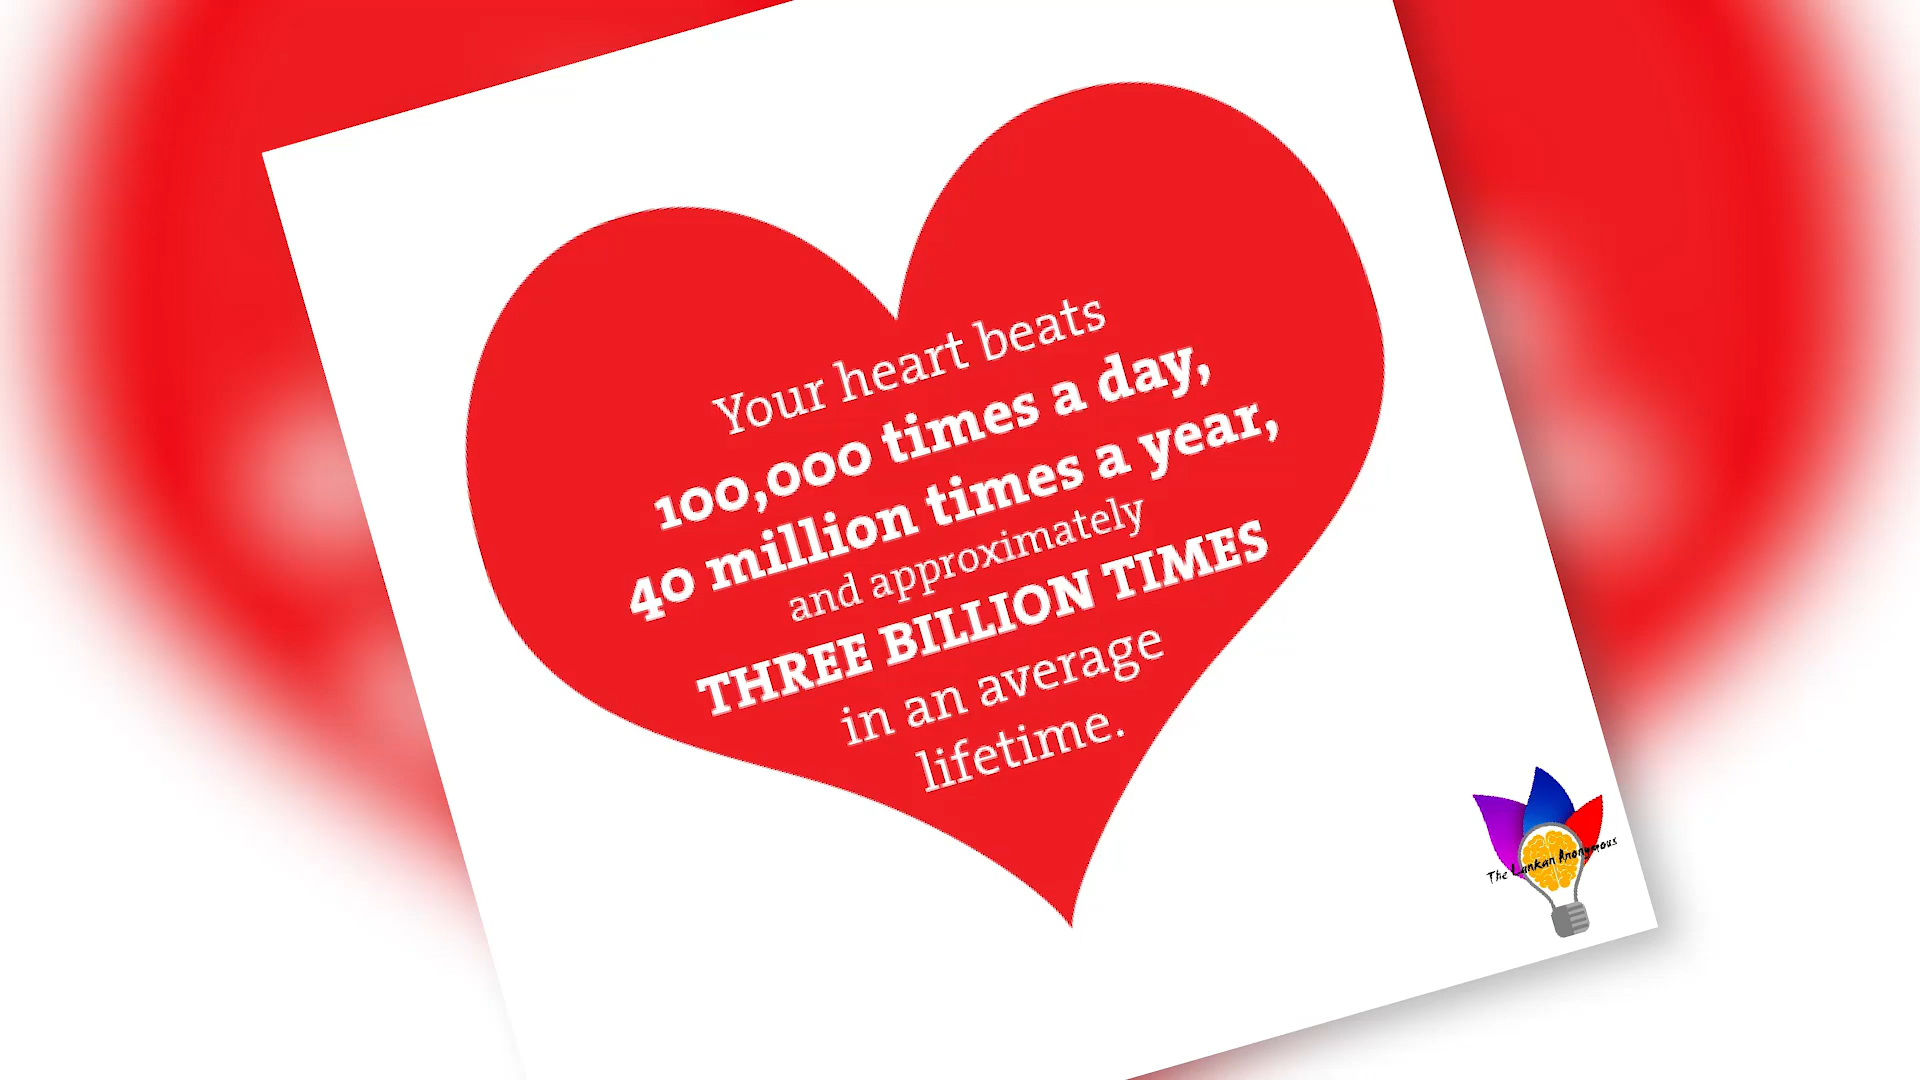 Your heart beats
100,000 times a day,
40 million times a year,
and approximately
THREE BILLION TIMES
in an average
lifetime.
The Lankan Anonymous